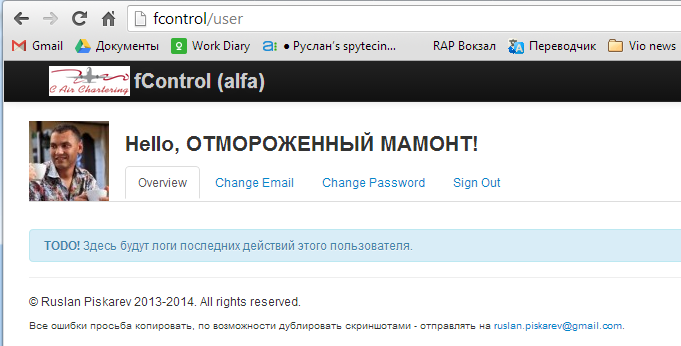 fcontrol/user
Gmail Документы Work Diary ● Руслан's spytecin... RAP Вокзал Переводчик Vio news
C Air Chartering fControl (alfa)
Hello, ОТМОРОЖЕННЫЙ МАМОНТ!
Overview Change Email Change Password Sign Out
TODO! Здесь будут логи последних действий этого пользователя.
© Ruslan Piskarev 2013-2014. All rights reserved.
Все ошибки просьба копировать, по возможности дублировать скриншотами - отправлять на ruslan.piskarev@gmail.com.